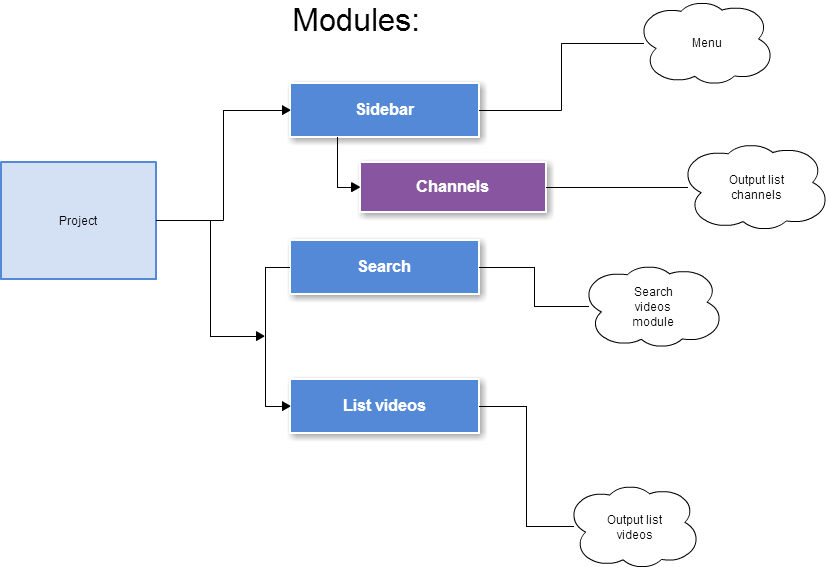 Modules:
Menu
Sidebar
Output list
channels
Channels
Project
Search
Search
videos
module
List videos
Output list
videos